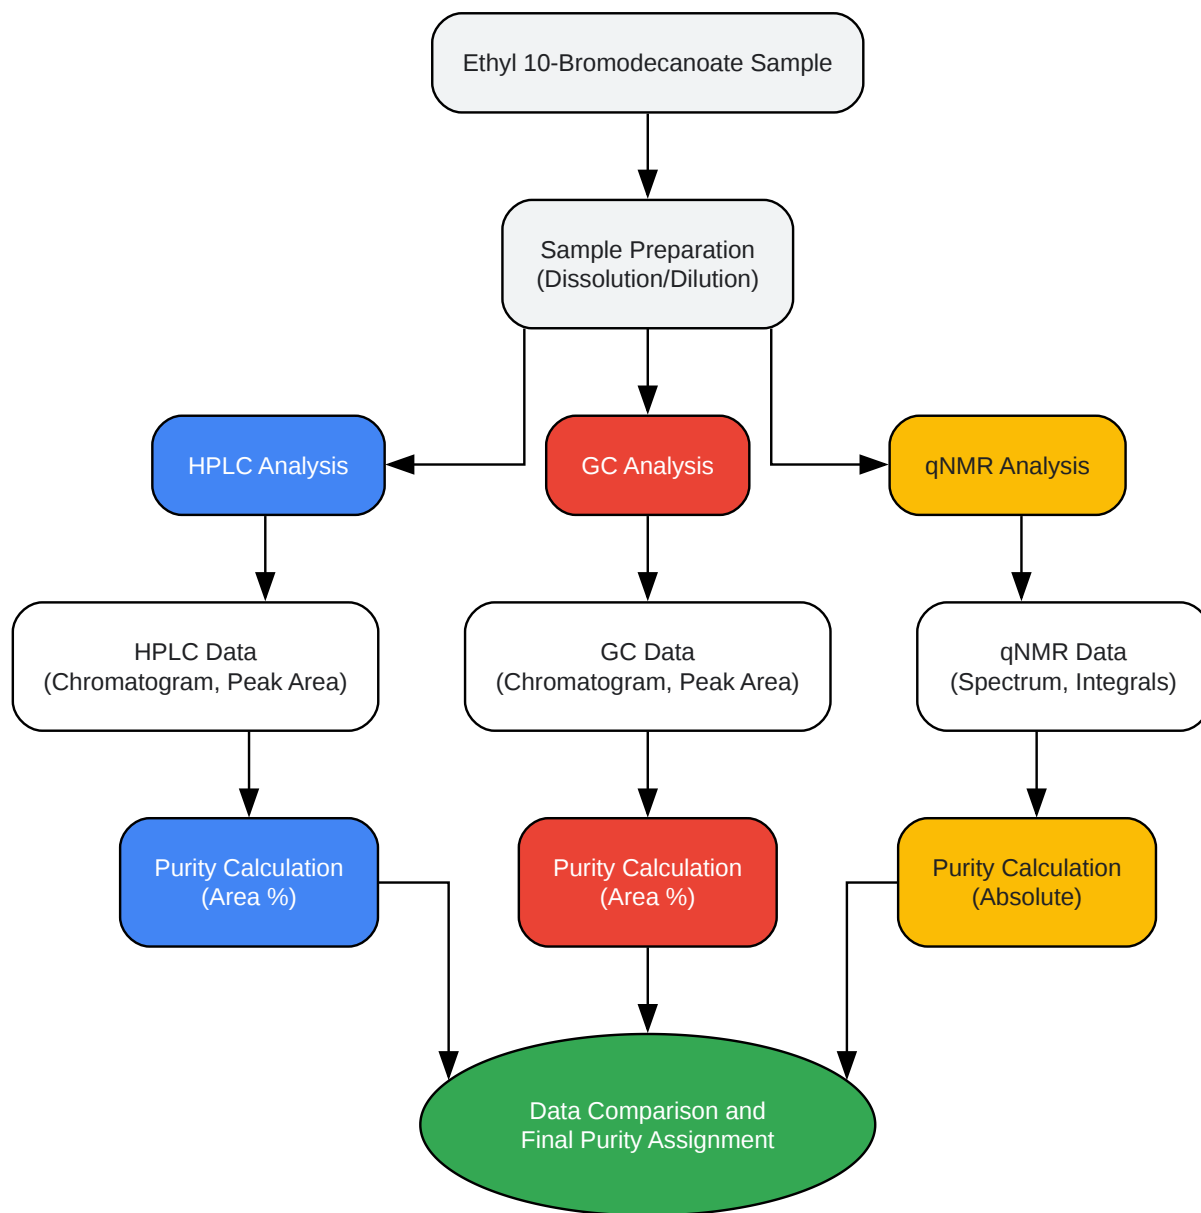 Ethyl 10-Bromodecanoate Sample
Sample Preparation
(Dissolution/Dilution)
HPLC Analysis
GC Analysis
qNMR Analysis
HPLC Data
(Chromatogram, Peak Area)
GC Data
(Chromatogram, Peak Area)
qNMR Data
(Spectrum, Integrals)
Purity Calculation
(Area %)
Purity Calculation
(Area %)
Purity Calculation
(Absolute)
Data Comparison and
Final Purity Assignment